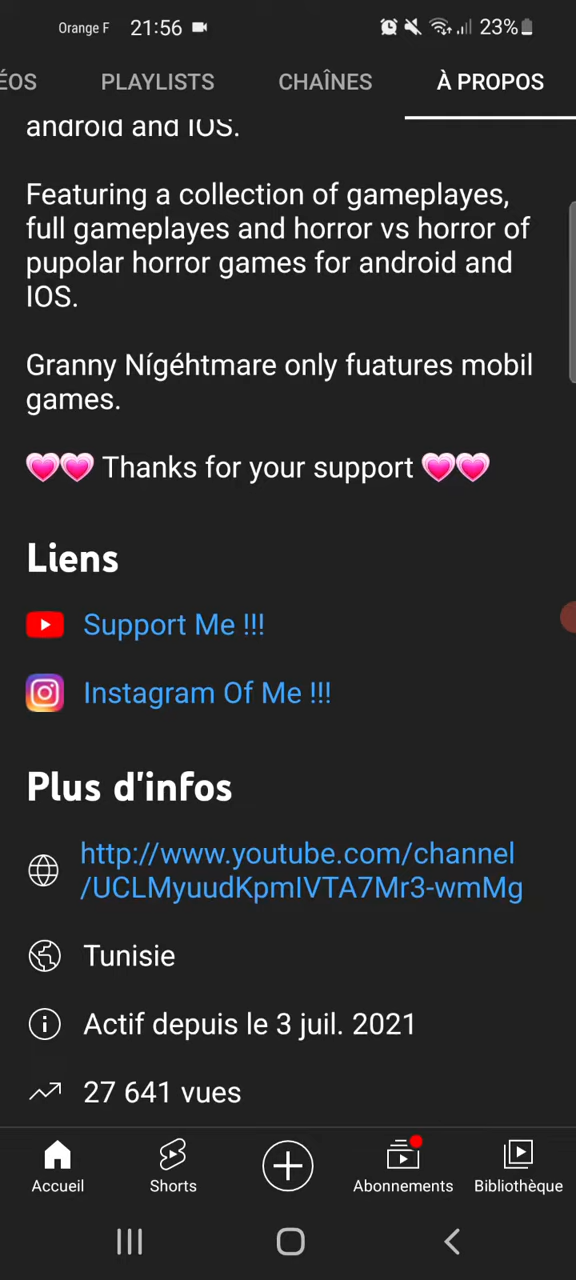 Orange F 21:56 23%
ÉOS PLAYLISTS CHAÎNES À PROPOS
android and IOS.
Featuring a collection of gameplayes,
full gameplayes and horror vs horror of
pupolar horror games for android and
IOS.
Granny Nígéhtmare only fuatures mobil
games.
💗💗 Thanks for your support 💗💗
Liens
Support Me !!!
Instagram Of Me !!!
Plus d'infos
http://www.youtube.com/channel
/UCLMyuudKpmIVTA7Mr3-wmMg
Tunisie
Actif depuis le 3 juil. 2021
27 641 vues
Accueil Shorts Abonnements Bibliothèque